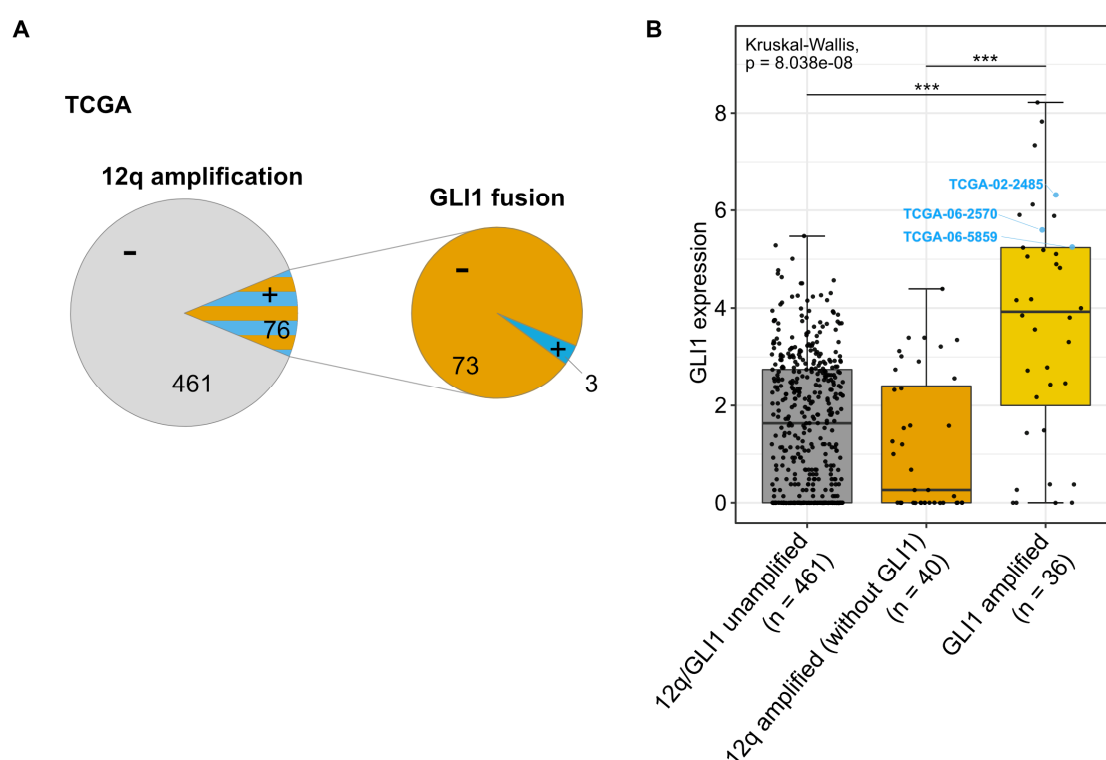 A
TCGA
12q amplification
-
+
76
461
GLI1 fusion
-
73
+
3
B
Kruskal-Wallis,
p = 8.038e-08
***
***
8
6
4
2
0
GLI1 expression
TCGA-02-2485
TCGA-06-2570
TCGA-06-5859
12q/GLI1 unamplified
(n = 461)
12q amplified (without GLI1)
(n = 40)
GLI1 amplified
(n = 36)